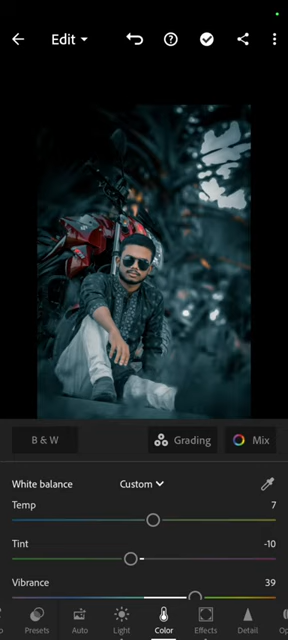 Edit
B & W
Grading
Mix
White balance
Custom
Temp
7
Tint
-10
Vibrance
39
Presets
Auto
Light
Color
Effects
Detail